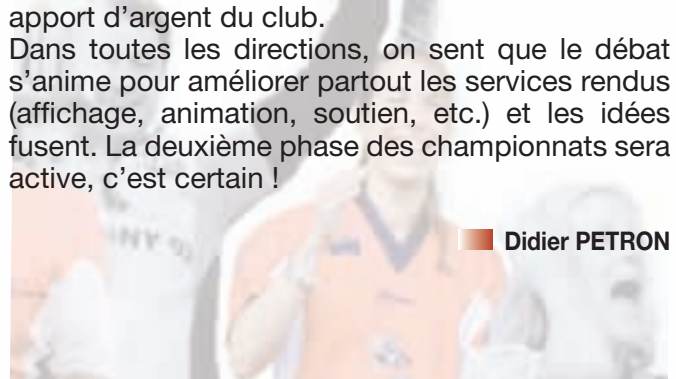 apport d’argent du club.
Dans toutes les directions, on sent que le débat
s’anime pour améliorer partout les services rendus
(affichage, animation, soutien, etc.) et les idées
fusent. La deuxième phase des championnats sera
active, c’est certain !
Didier PETRON